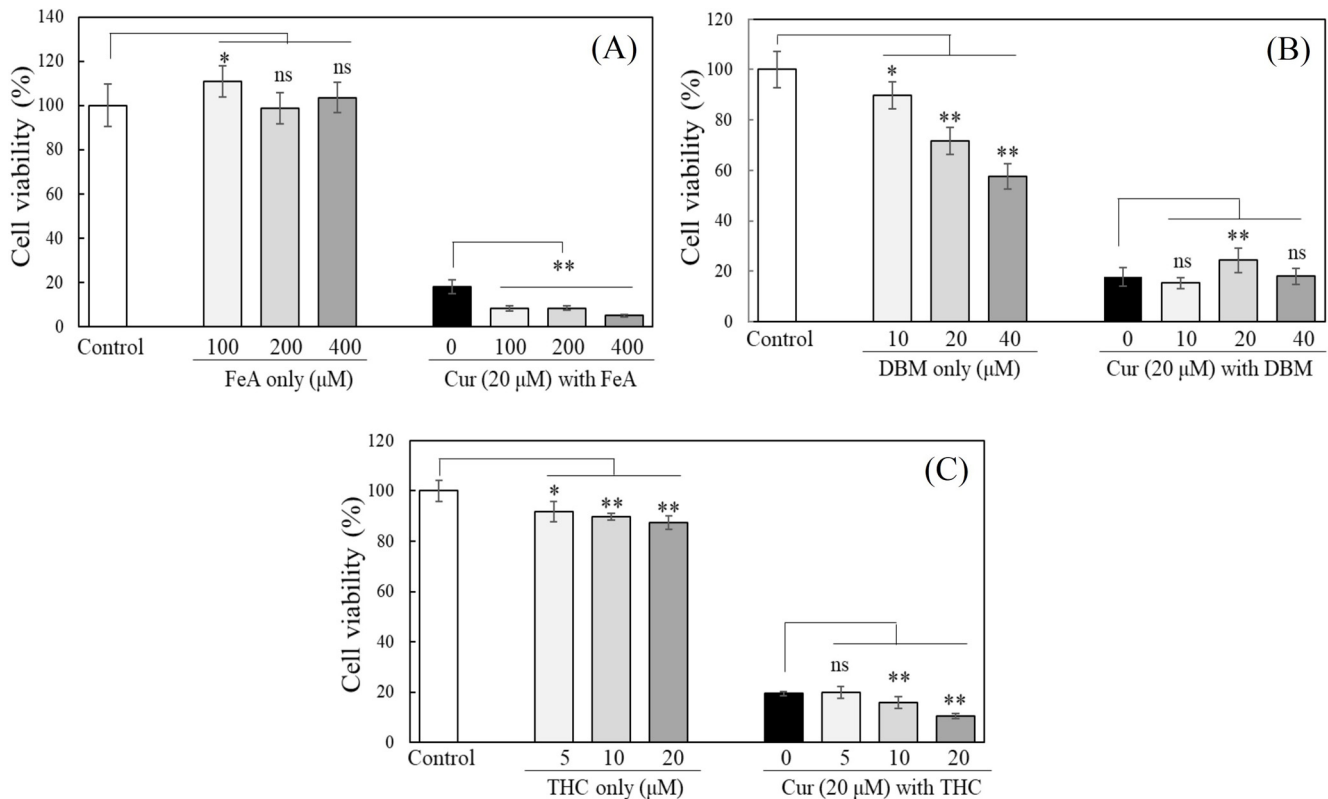 (A)
Cell viability (%)
140
120
100
80
60
40
20
0
*
ns
ns
**
Control
100
200
400
0
100
200
400
FeA only (μM)
Cur (20 μM) with FeA
(B)
Cell viability (%)
120
100
80
60
40
20
0
*
**
**
ns
**
ns
Control
10
20
40
0
10
20
40
DBM only (μM)
Cur (20 μM) with DBM
(C)
Cell viability (%)
120
100
80
60
40
20
0
*
**
**
ns
**
**
Control
5
10
20
0
5
10
20
THC only (μM)
Cur (20 μM) with THC